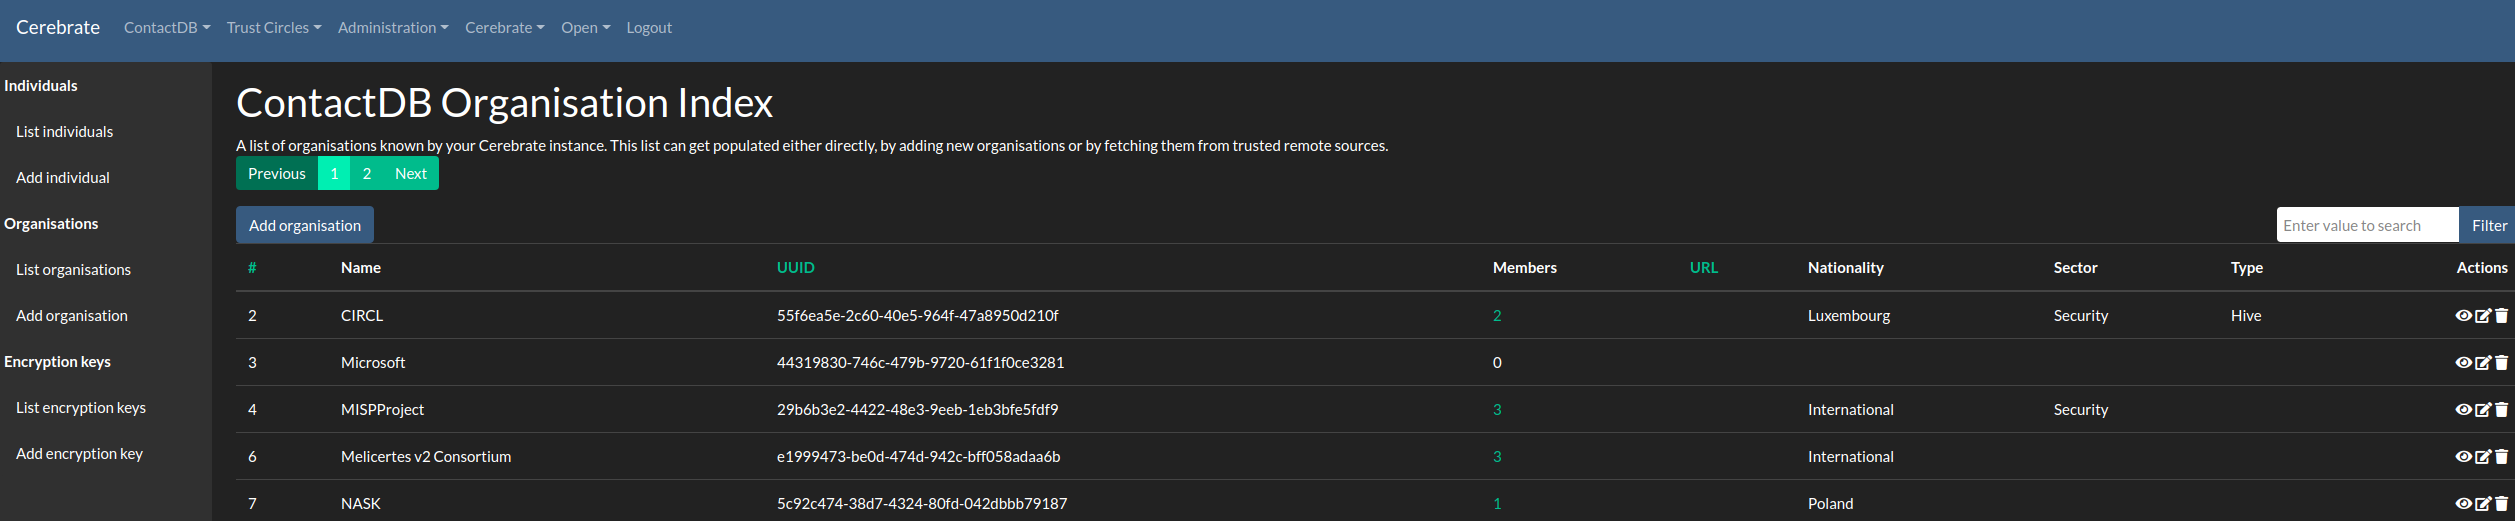 Cerebrate ContactDB Trust Circles Administration Cerebrate Open Logout
Individuals
List individuals
Add individual
Organisations
List organisations
Add organisation
Encryption keys
List encryption keys
Add encryption key
ContactDB Organisation Index
A list of organisations known by your Cerebrate instance. This list can get populated either directly, by adding new organisations or by fetching them from trusted remote sources.
Previous 1 2 Next
Add organisation Enter value to search Filter
# Name UUID Members URL Nationality Sector Type Actions
2 CIRCL 55f6ea5e-2c60-40e5-964f-47a8950d210f 2 Luxembourg Security Hive
3 Microsoft 44319830-746c-479b-9720-61f1f0ce3281 0
4 MISPProject 29b6b3e2-4422-48e3-9eeb-1eb3bfe5fdf9 3 International Security
6 Melicertes v2 Consortium e1999473-be0d-474d-942c-bff058adaa6b 3 International
7 NASK 5c92c474-38d7-4324-80fd-042dbbb79187 1 Poland